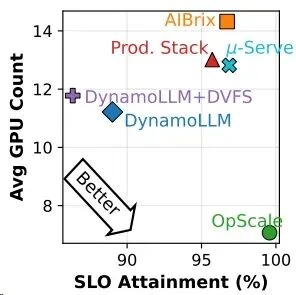 14
12
10
8
Avg GPU Count
AIBrix
Prod. Stack
μ-Serve
DynamoLLM+DVFS
DynamoLLM
Better
OpScale
90
95
100
SLO Attainment (%)